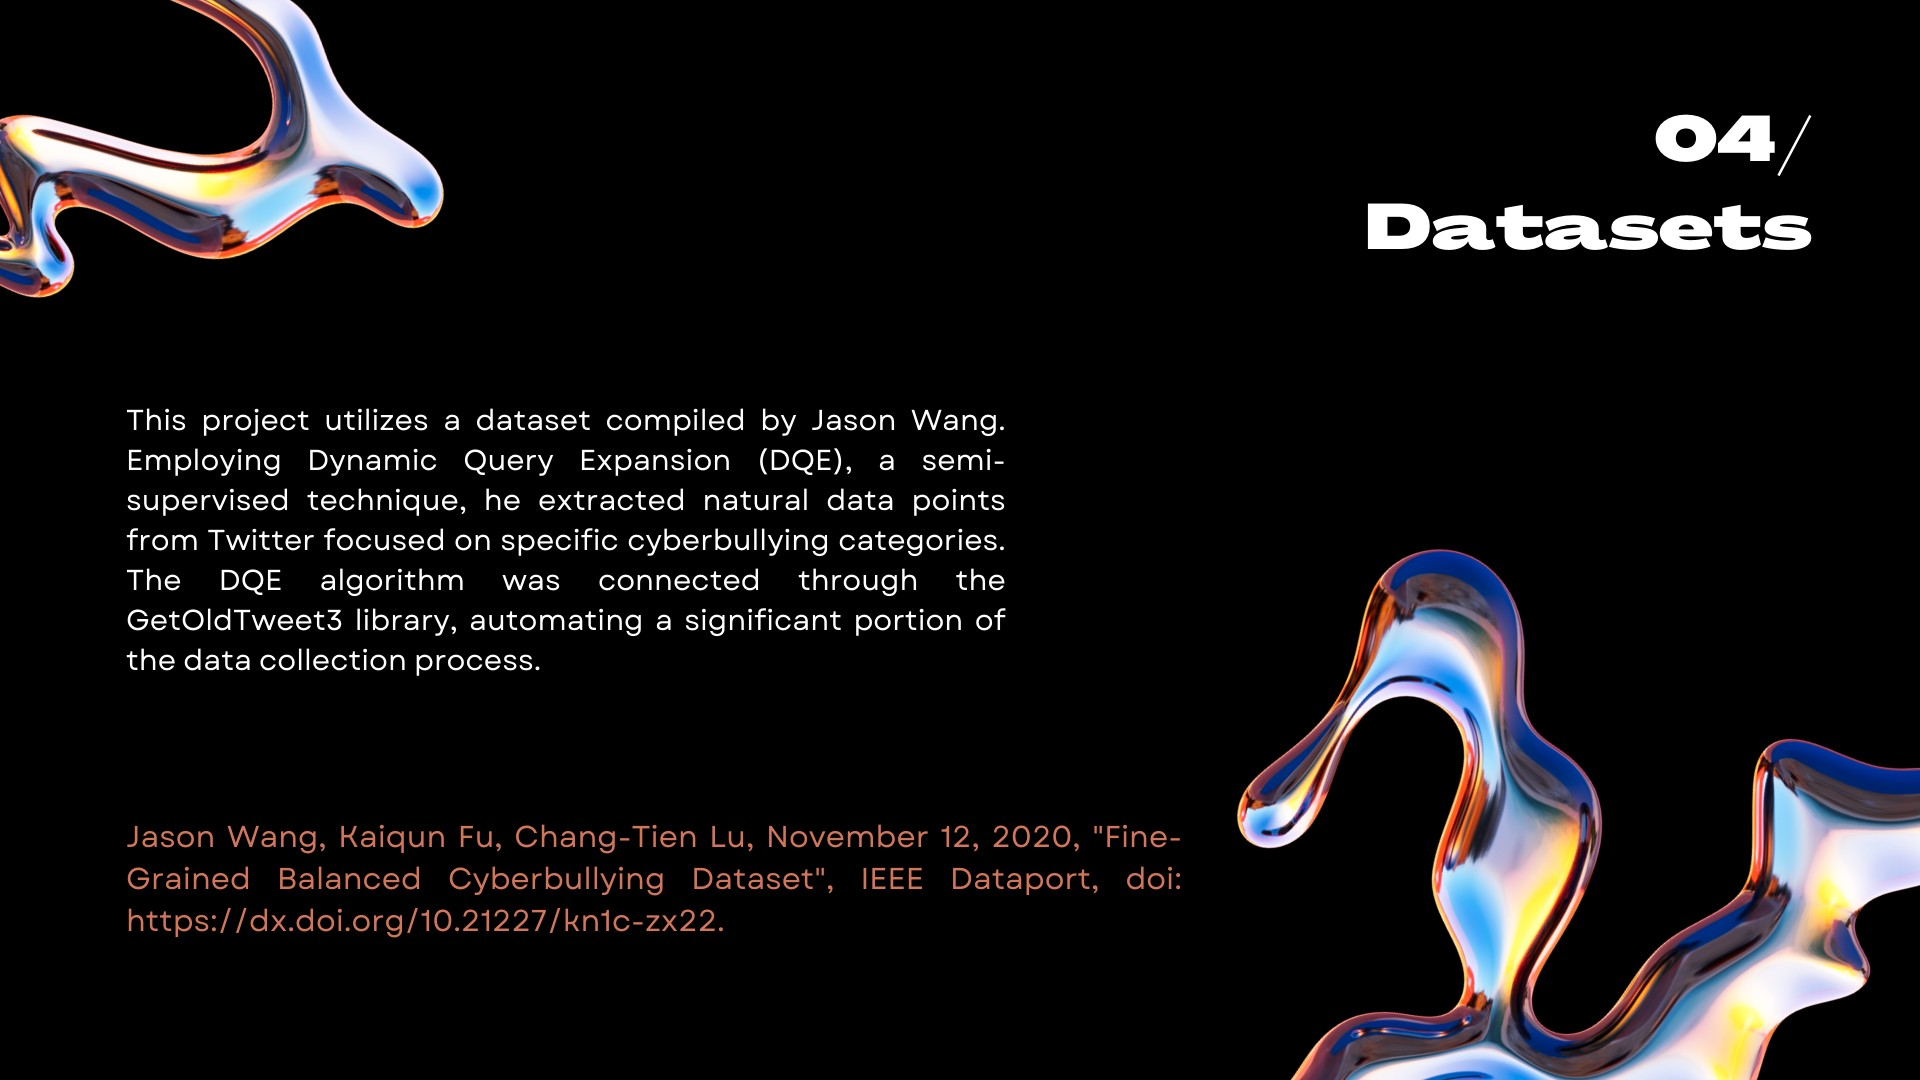 04/
Datasets
This project utilizes a dataset compiled by Jason Wang.
Employing Dynamic Query Expansion (DQE), a semi-
supervised technique, he extracted natural data points
from Twitter focused on specific cyberbullying categories.
The DQE algorithm was connected through the
GetOldTweet3 library, automating a significant portion of
the data collection process.
Jason Wang, Kaiqun Fu, Chang-Tien Lu, November 12, 2020, "Fine-
Grained Balanced Cyberbullying Dataset", IEEE Dataport, doi:
https://dx.doi.org/10.21227/kn1c-zx22.